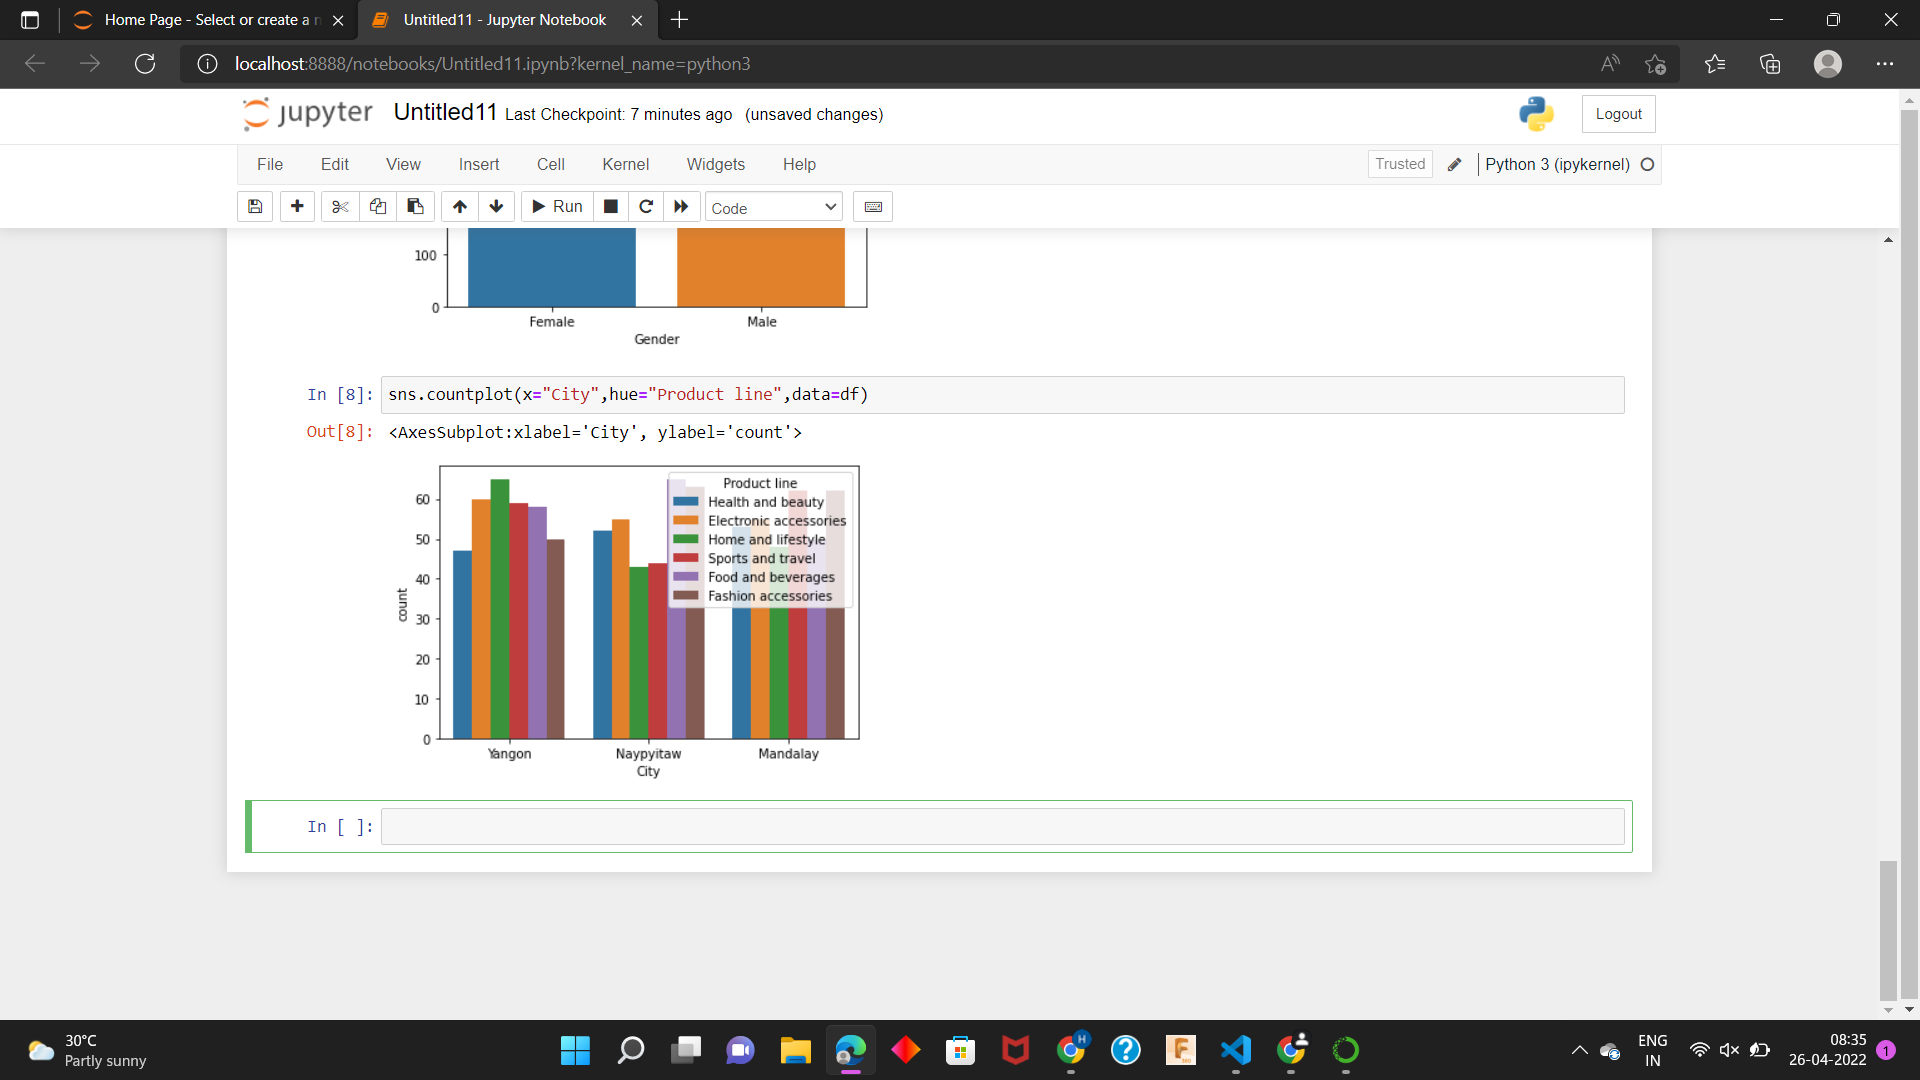 Home Page - Select or create a n
Untitled11 - Jupyter Notebook
localhost:8888/notebooks/Untitled11.ipynb?kernel_name=python3
jupyter
Untitled11 Last Checkpoint: 7 minutes ago (unsaved changes)
Logout
File Edit View Insert Cell Kernel Widgets Help
Trusted
Python 3 (ipykernel)
Run
Code
100
0
Female
Male
Gender
In [8]: sns.countplot(x="City",hue="Product line",data=df)
Out[8]: <AxesSubplot:xlabel='City', ylabel='count'>
Product line
Health and beauty
Electronic accessories
Home and lifestyle
Sports and travel
Food and beverages
Fashion accessories
60
50
40
30
20
10
0
count
Yangon
Naypyitaw
Mandalay
City
In [ ]:
30°C
Partly sunny
H
F
ENG
IN
08:35
26-04-2022
1